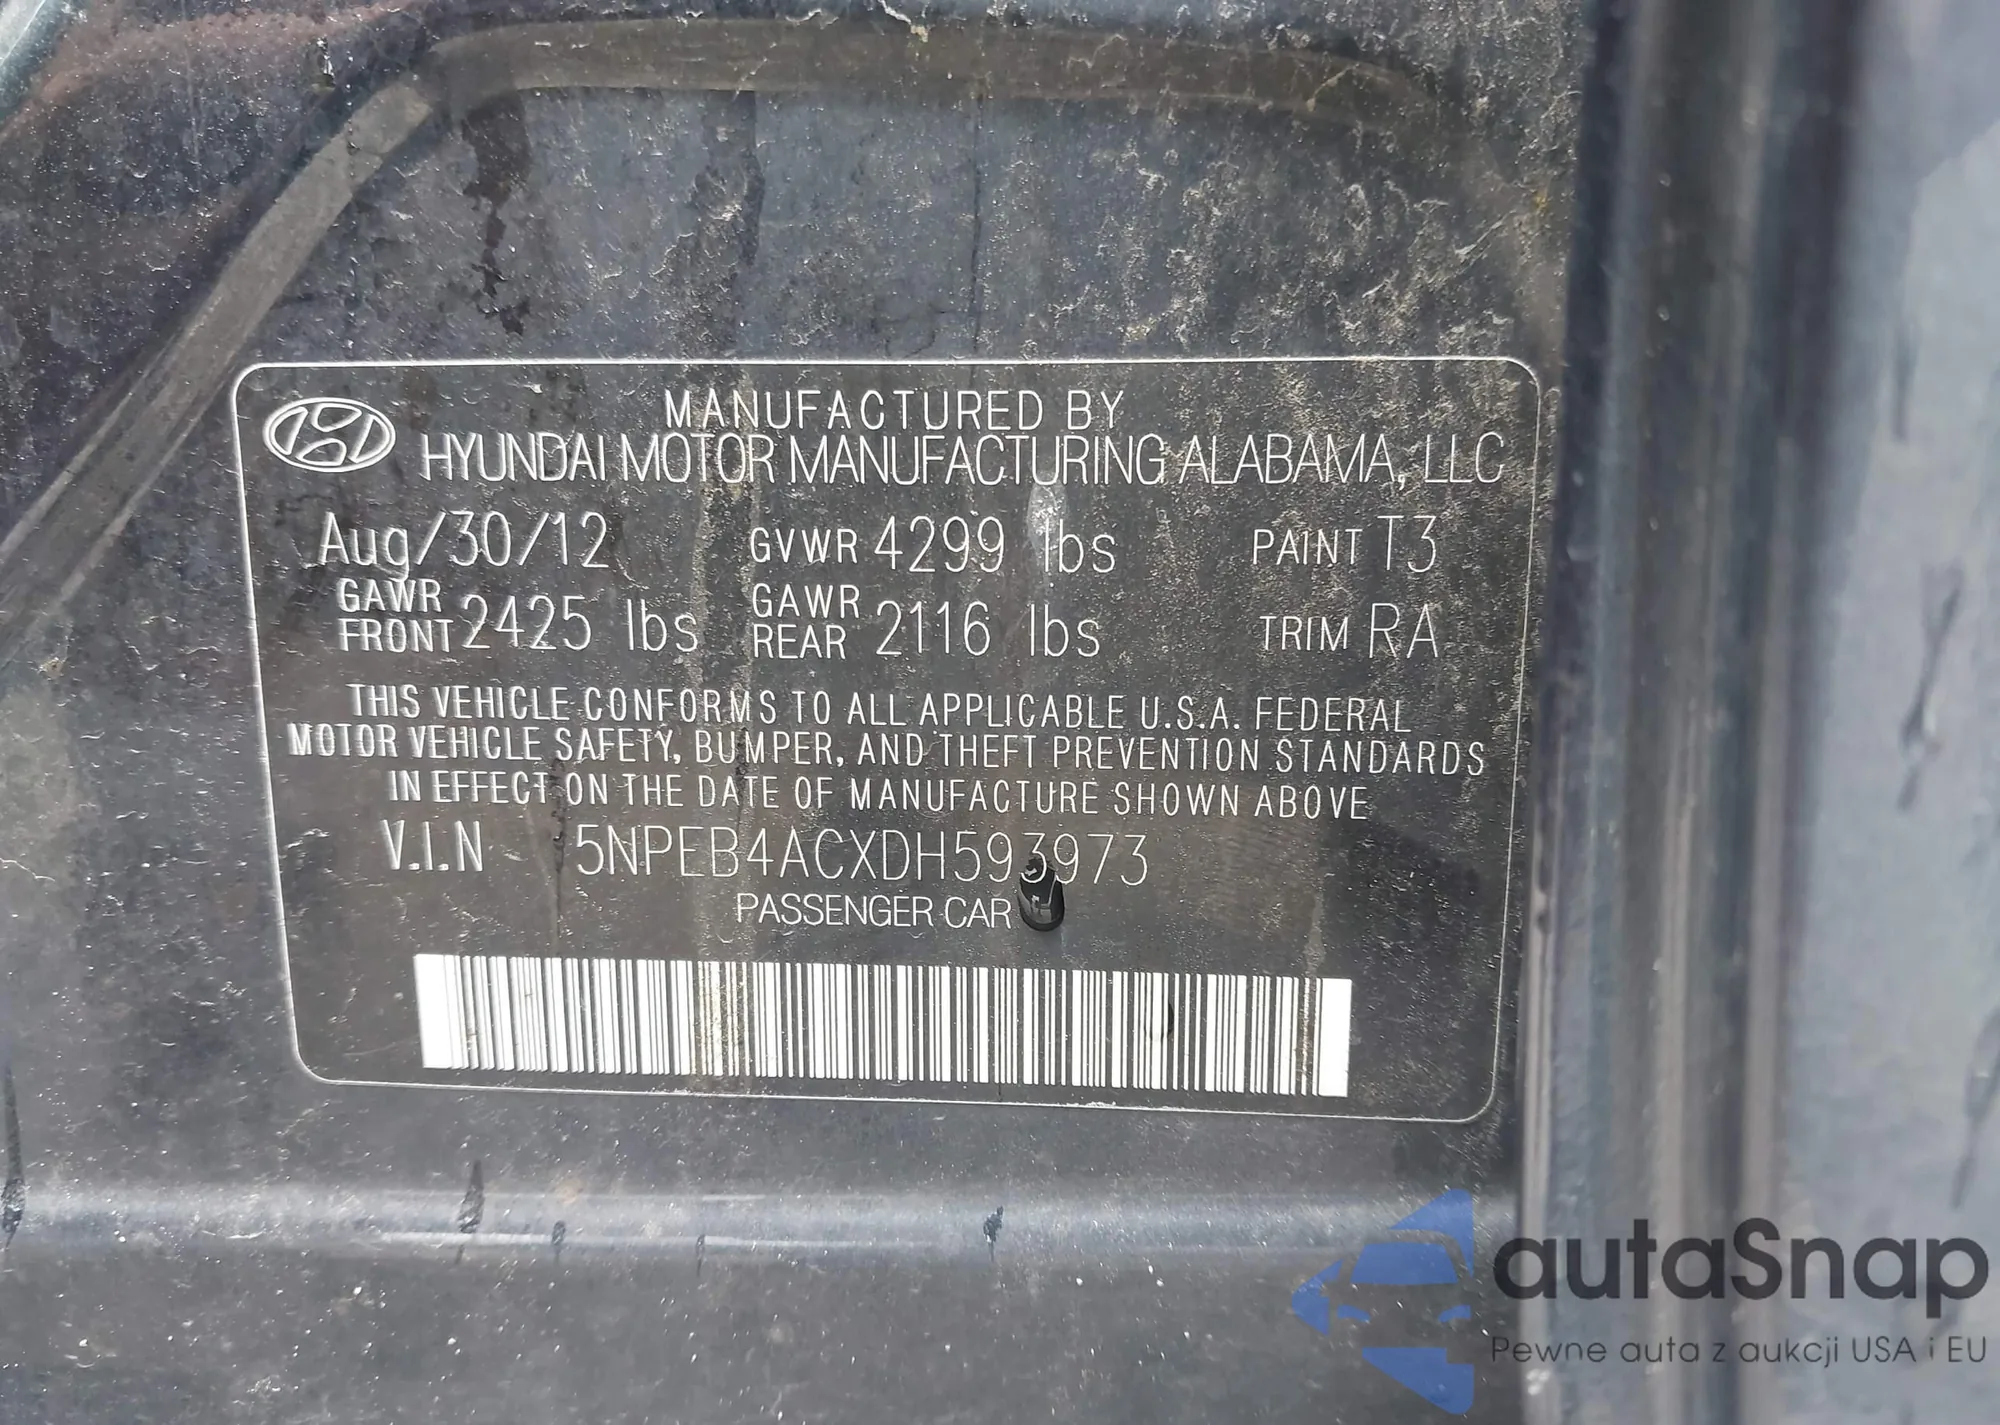 MANUFACTURED BY
HYUNDAI MOTOR MANUFACTURING ALABAMA, LLC
Aug/30/12 GVWR 4299 lbs PAINT T3
GAWR FRONT 2425 lbs GAWR REAR 2116 lbs TRIM RA
THIS VEHICLE CONFORMS TO ALL APPLICABLE U.S.A. FEDERAL
MOTOR VEHICLE SAFETY, BUMPER, AND THEFT PREVENTION STANDARDS
IN EFFECT ON THE DATE OF MANUFACTURE SHOWN ABOVE
V.I.N 5NPEB4ACXDH593973
PASSENGER CAR
autaSnap
Pewne auta z aukcji USA i EU